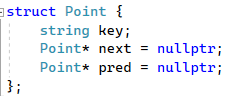 struct Point {
    string key;
    Point* next = nullptr;
    Point* pred = nullptr;
};